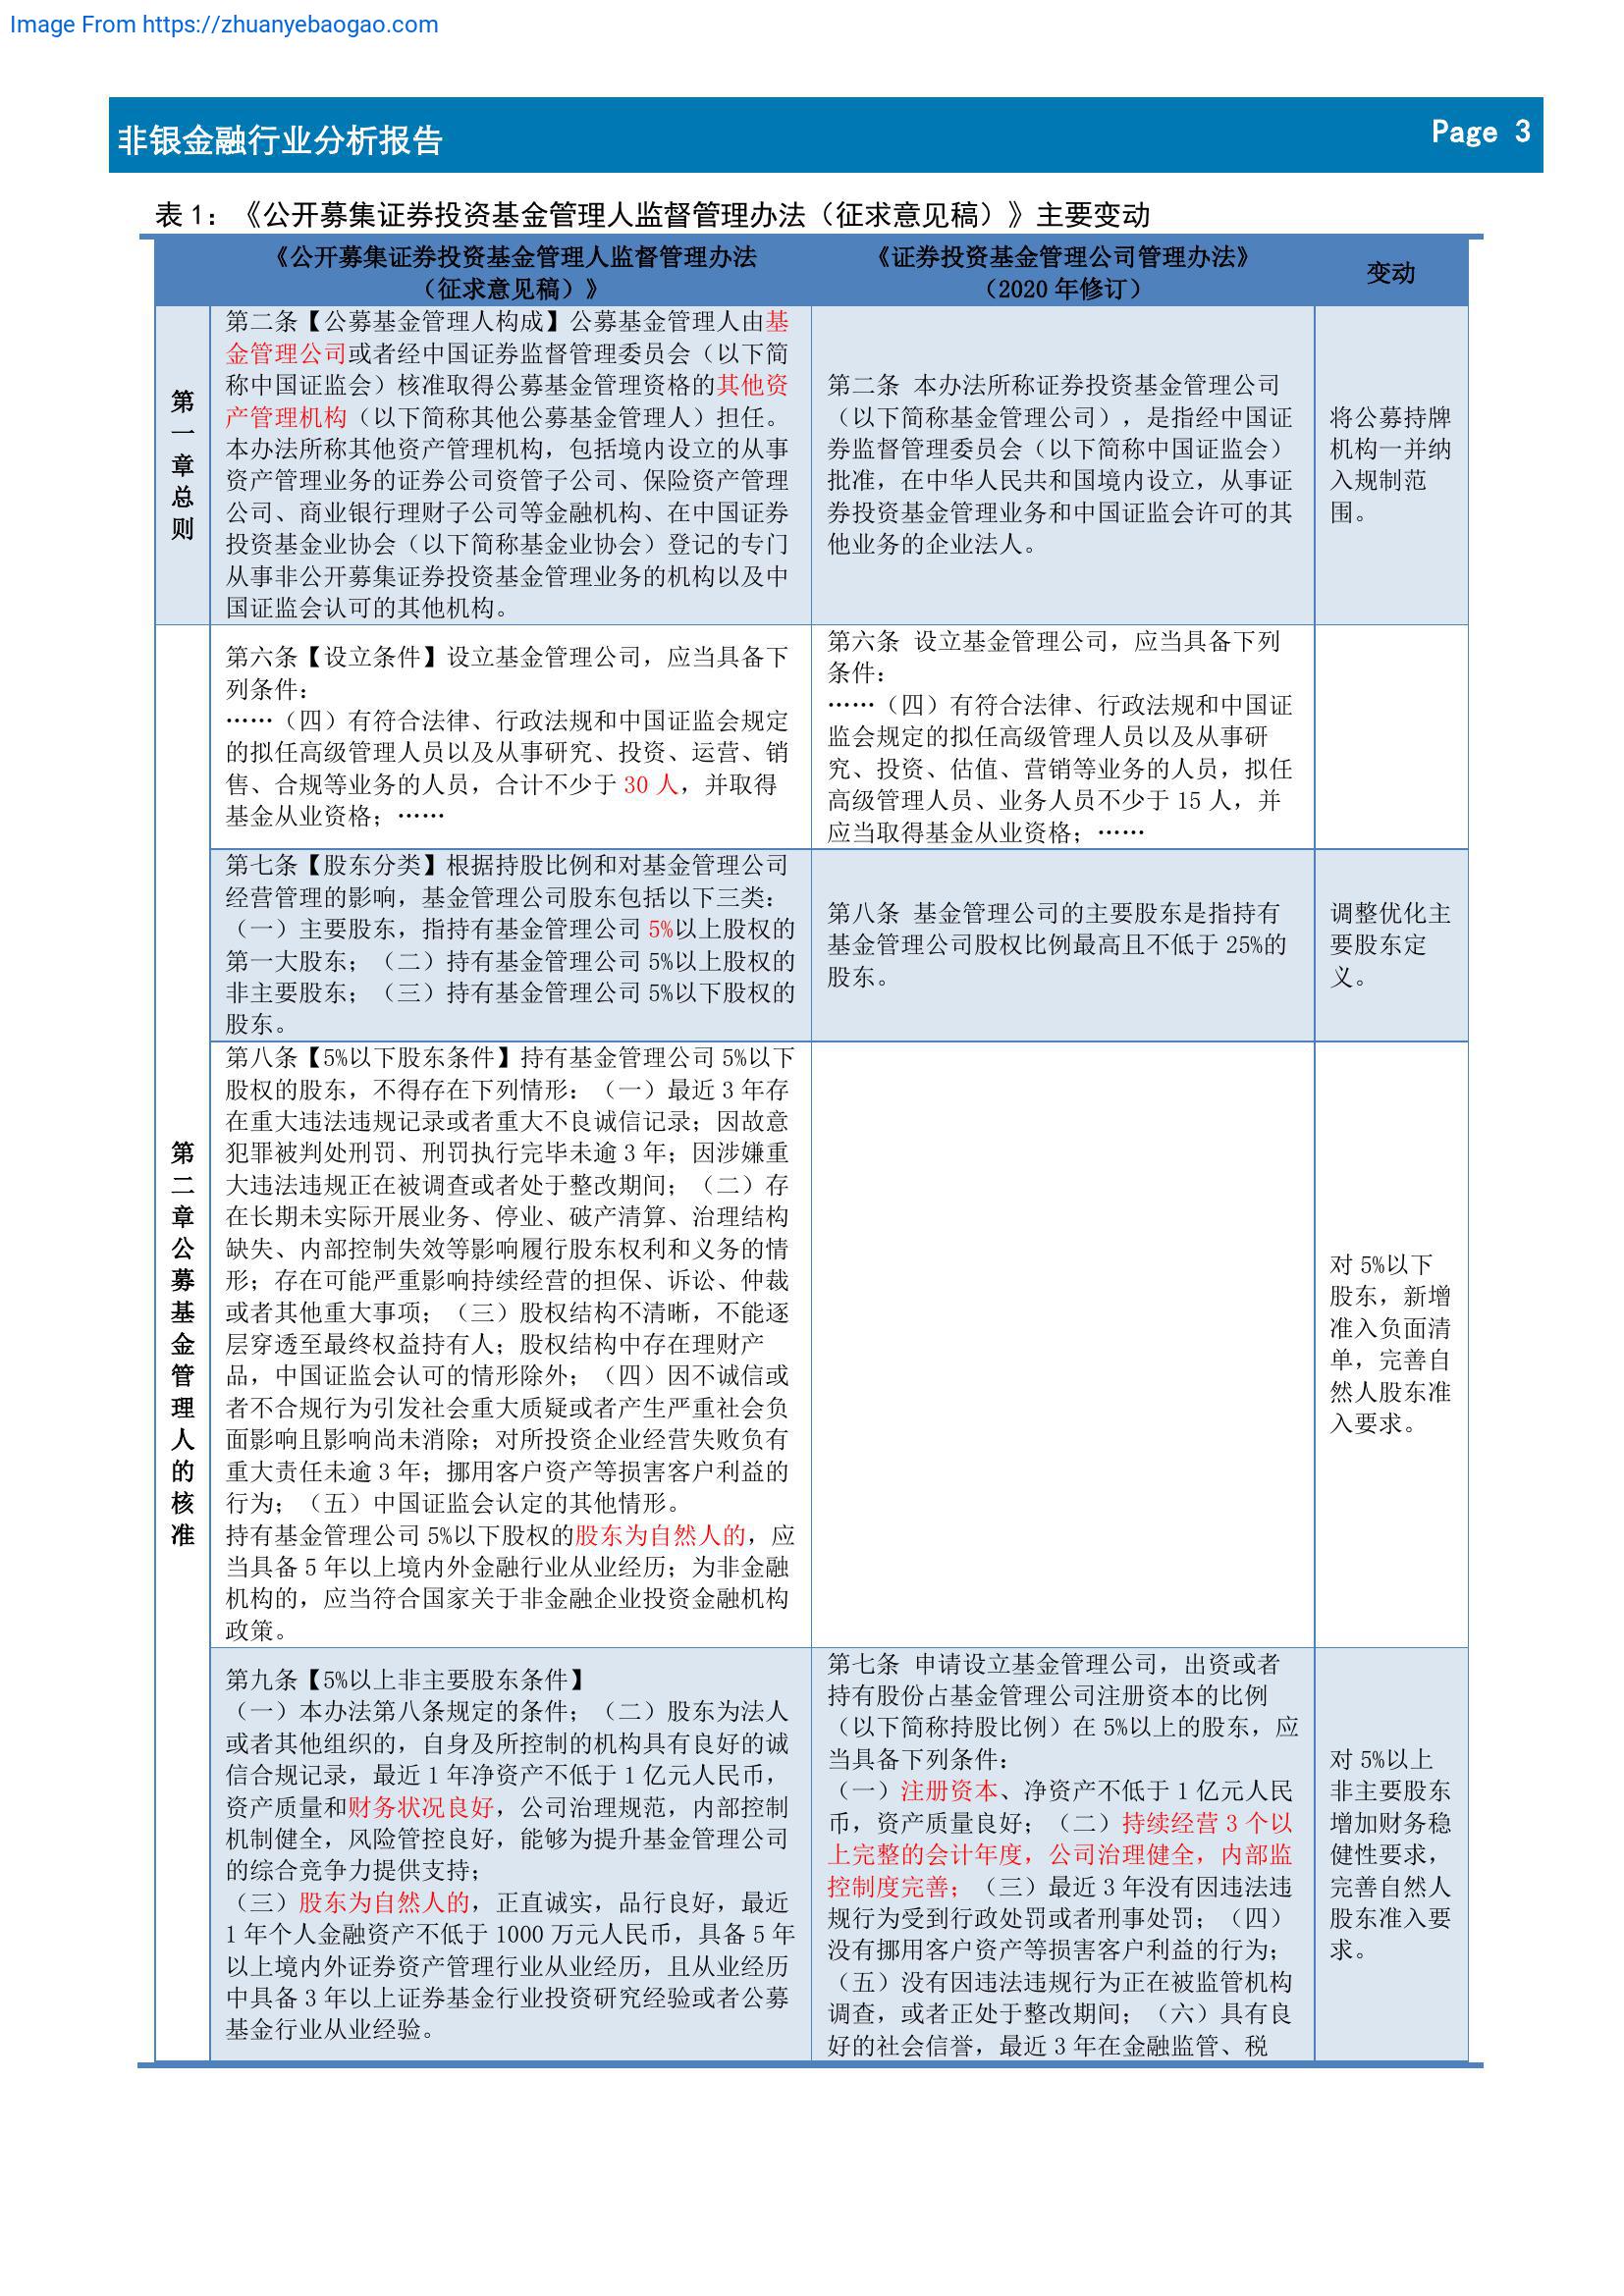 Image From https://zhuanyebaogao.com
非银金融行业分析报告
Page 3
表 1：《公开募集证券投资基金管理人监督管理办法（征求意见稿）》主要变动
《公开募集证券投资基金管理人监督管理办法
（征求意见稿）》
《证券投资基金管理公司管理办法》
（2020 年修订）
变动
第
一
章
总
则
第二条【公募基金管理人构成】公募基金管理人由基
金管理公司或者经中国证券监督管理委员会（以下简
称中国证监会）核准取得公募基金管理资格的其他资
产管理机构（以下简称其他公募基金管理人）担任。
本办法所称其他资产管理机构，包括境内设立的从事
资产管理业务的证券公司资管子公司、保险资产管理
公司、商业银行理财子公司等金融机构、在中国证券
投资基金业协会（以下简称基金业协会）登记的专门
从事非公开募集证券投资基金管理业务的机构以及中
国证监会认可的其他机构。
第二条 本办法所称证券投资基金管理公司
（以下简称基金管理公司），是指经中国证
券监督管理委员会（以下简称中国证监会）
批准，在中华人民共和国境内设立，从事证
券投资基金管理业务和中国证监会许可的其
他业务的企业法人。
将公募持牌
机构一并纳
入规制范
围。
第
二
章
公
募
基
金
管
理
人
的
核
准
第六条【设立条件】设立基金管理公司，应当具备下
列条件：
……（四）有符合法律、行政法规和中国证监会规定
的拟任高级管理人员以及从事研究、投资、运营、销
售、合规等业务的人员，合计不少于 30 人，并取得
基金从业资格；……
第六条 设立基金管理公司，应当具备下列
条件：
……（四）有符合法律、行政法规和中国证
监会规定的拟任高级管理人员以及从事研
究、投资、估值、营销等业务的人员，拟任
高级管理人员、业务人员不少于 15 人，并
应当取得基金从业资格；……
第七条【股东分类】根据持股比例和对基金管理公司
经营管理的影响，基金管理公司股东包括以下三类：
（一）主要股东，指持有基金管理公司 5%以上股权的
第一大股东；（二）持有基金管理公司 5%以上股权的
非主要股东；（三）持有基金管理公司 5%以下股权的
股东。
第八条 基金管理公司的主要股东是指持有
基金管理公司股权比例最高且不低于 25%的
股东。
调整优化主
要股东定
义。
第八条【5%以下股东条件】持有基金管理公司 5%以下
股权的股东，不得存在下列情形：（一）最近 3 年存
在重大违法违规记录或者重大不良诚信记录；因故意
犯罪被判处刑罚、刑罚执行完毕未逾 3 年；因涉嫌重
大违法违规正在被调查或者处于整改期间；（二）存
在长期未实际开展业务、停业、破产清算、治理结构
缺失、内部控制失效等影响履行股东权利和义务的情
形；存在可能严重影响持续经营的担保、诉讼、仲裁
或者其他重大事项；（三）股权结构不清晰，不能逐
层穿透至最终权益持有人；股权结构中存在理财产
品，中国证监会认可的情形除外；（四）因不诚信或
者不合规行为引发社会重大质疑或者产生严重社会负
面影响且影响尚未消除；对所投资企业经营失败负有
重大责任未逾 3 年；挪用客户资产等损害客户利益的
行为；（五）中国证监会认定的其他情形。
持有基金管理公司 5%以下股权的股东为自然人的，应
当具备 5 年以上境内外金融行业从业经历；为非金融
机构的，应当符合国家关于非金融企业投资金融机构
政策。
对 5%以下
股东，新增
准入负面清
单，完善自
然人股东准
入要求。
第九条【5%以上非主要股东条件】
（一）本办法第八条规定的条件；（二）股东为法人
或者其他组织的，自身及所控制的机构具有良好的诚
信合规记录，最近 1 年净资产不低于 1 亿元人民币，
资产质量和财务状况良好，公司治理规范，内部控制
机制健全，风险管控良好，能够为提升基金管理公司
的综合竞争力提供支持；
（三）股东为自然人的，正直诚实，品行良好，最近
1 年个人金融资产不低于 1000 万元人民币，具备 5 年
以上境内外证券资产管理行业从业经历，且从业经历
中具备 3 年以上证券基金行业投资研究经验或者公募
基金行业从业经验。
第七条 申请设立基金管理公司，出资或者
持有股份占基金管理公司注册资本的比例
（以下简称持股比例）在 5%以上的股东，应
当具备下列条件：
（一）注册资本、净资产不低于 1 亿元人民
币，资产质量良好；（二）持续经营 3 个以
上完整的会计年度，公司治理健全，内部监
控制度完善；（三）最近 3 年没有因违法违
规行为受到行政处罚或者刑事处罚；（四）
没有挪用客户资产等损害客户利益的行为；
（五）没有因违法违规行为正在被监管机构
调查，或者正处于整改期间；（六）具有良
好的社会信誉，最近 3 年在金融监管、税
对 5%以上
非主要股东
增加财务稳
健性要求，
完善自然人
股东准入要
求。